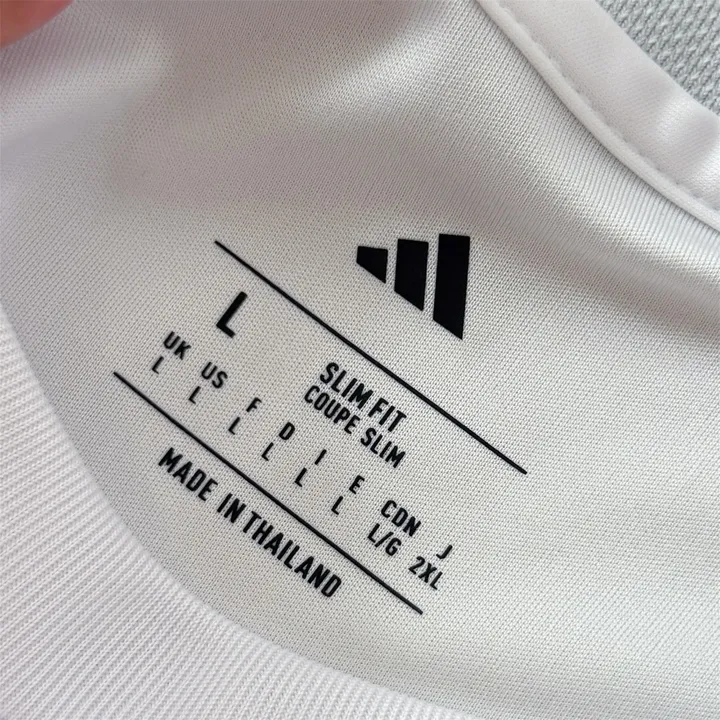 L
SLIM FIT
COUPE SLIM
UK US F D I E CDN J
L L L L L L L/G 2XL
MADE IN THAILAND